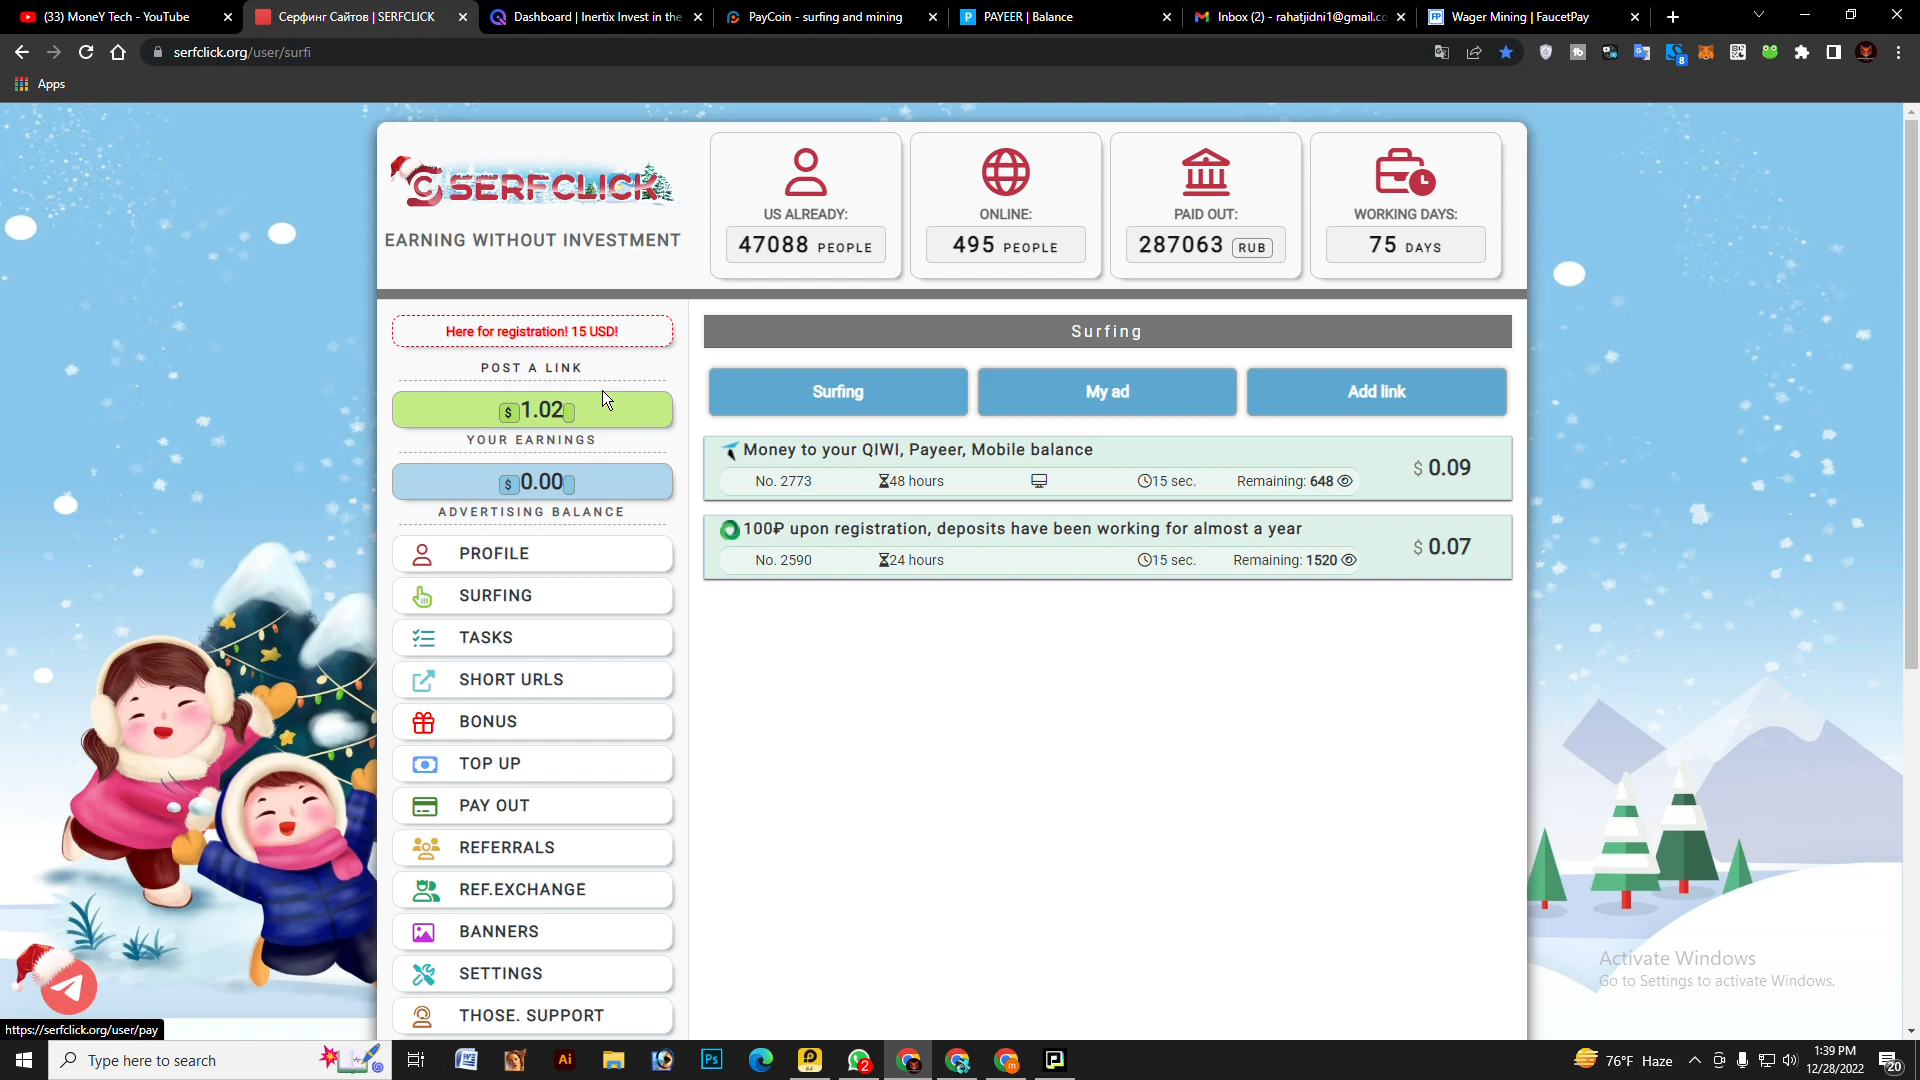 (33) MoneY Tech - YouTube
Серфинг Сайтов | SERFCLICK
Dashboard | Inertix Invest in the
PayCoin - surfing and mining
PAYEER | Balance
Inbox (2) - rahatjidni1@gmail.co
Wager Mining | FaucetPay
serfclick.org/user/surfi
8
Apps
SERFCLICK
EARNING WITHOUT INVESTMENT
US ALREADY:
47088 PEOPLE
ONLINE:
495 PEOPLE
PAID OUT:
287063 RUB
WORKING DAYS:
75 DAYS
Here for registration! 15 USD!
POST A LINK
$ 1.02
YOUR EARNINGS
$ 0.00
ADVERTISING BALANCE
PROFILE
SURFING
TASKS
SHORT URLS
BONUS
TOP UP
PAY OUT
REFERRALS
REF.EXCHANGE
BANNERS
SETTINGS
THOSE. SUPPORT
Surfing
Surfing
My ad
Add link
Money to your QIWI, Payeer, Mobile balance
No. 2773
48 hours
15 sec.
Remaining: 648
$ 0.09
100₽ upon registration, deposits have been working for almost a year
No. 2590
24 hours
15 sec.
Remaining: 1520
$ 0.07
Activate Windows
Go to Settings to activate Windows.
https://serfclick.org/user/pay
Type here to search
Ai
Ps
64
2
76°F Haze
1:39 PM
12/28/2022
20